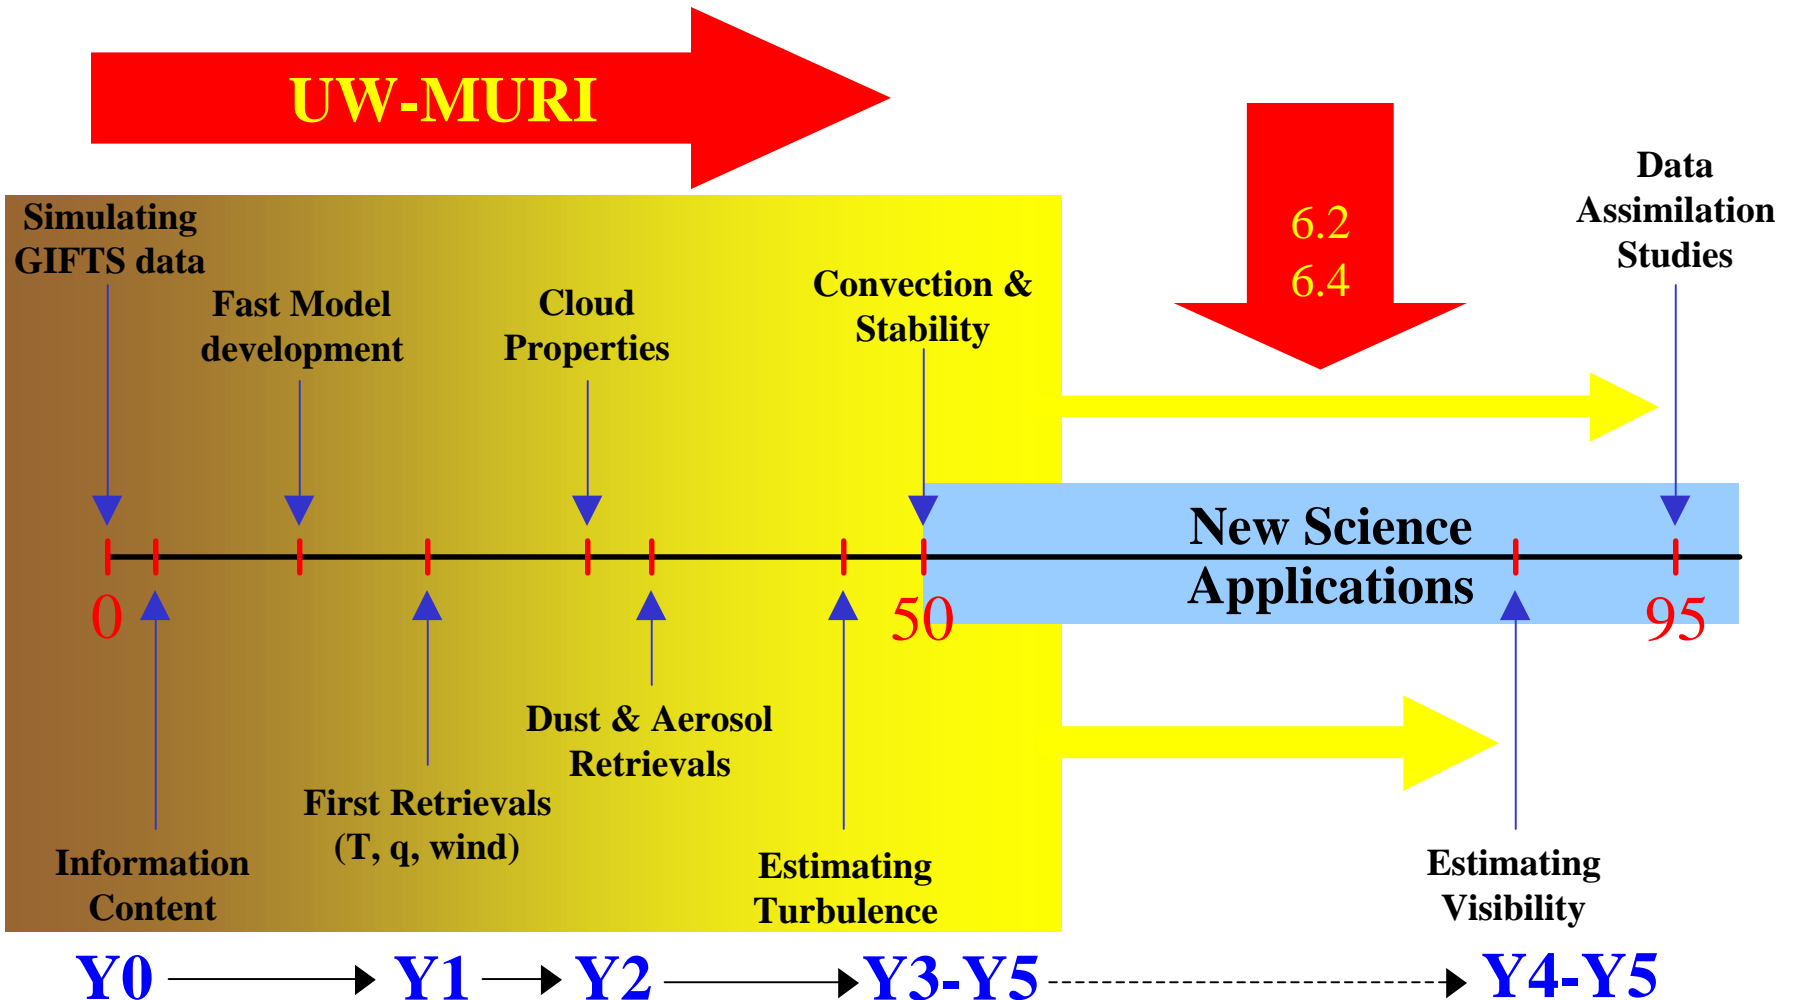 UW-MURI
6.2
6.4
Data
Assimilation
Studies
Simulating
GIFTS data
Fast Model
development
Cloud
Properties
Convection &
Stability
New Science
Applications
0
50
95
Information
Content
First Retrievals
(T, q, wind)
Dust & Aerosol
Retrievals
Estimating
Turbulence
Estimating
Visibility
Y0
Y1
Y2
Y3-Y5
Y4-Y5